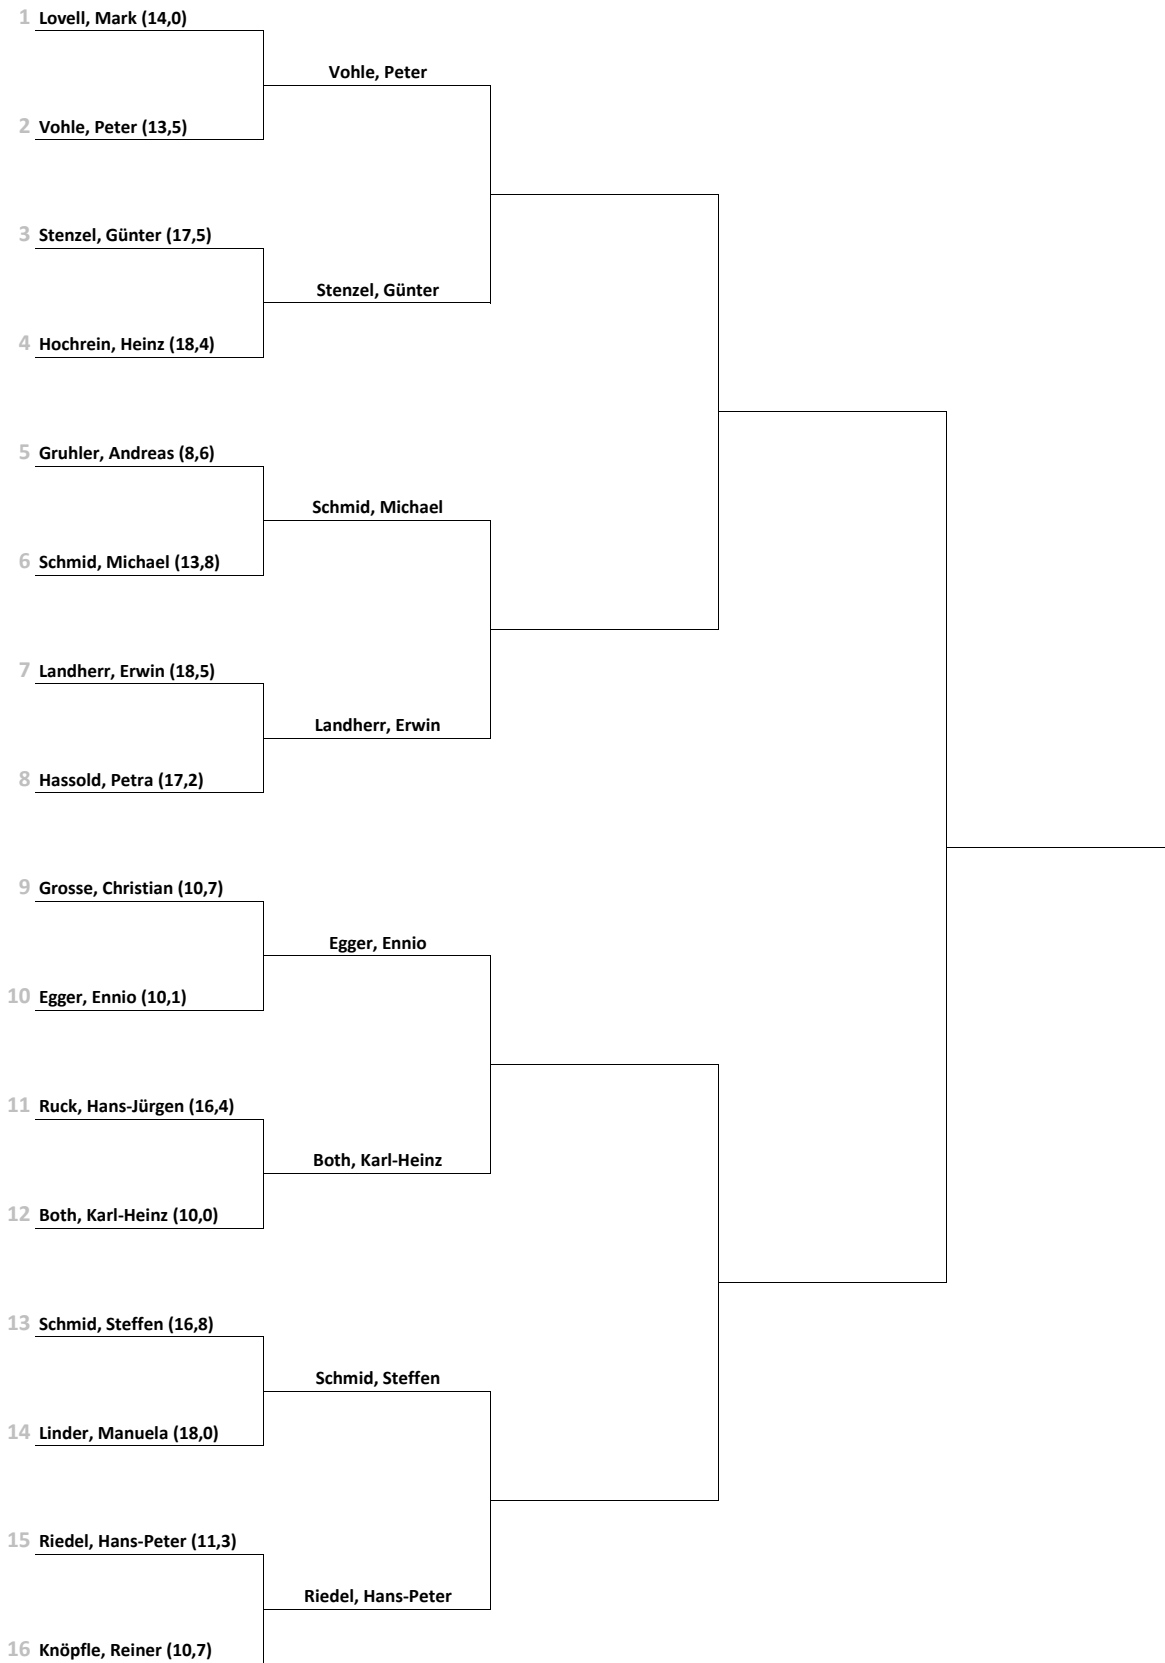 1 Lovell, Mark (14,0)
Vohle, Peter
2 Vohle, Peter (13,5)
3 Stenzel, Günter (17,5)
Stenzel, Günter
4 Hochrein, Heinz (18,4)
5 Gruhler, Andreas (8,6)
Schmid, Michael
6 Schmid, Michael (13,8)
7 Landherr, Erwin (18,5)
Landherr, Erwin
8 Hassold, Petra (17,2)
9 Grosse, Christian (10,7)
Egger, Ennio
10 Egger, Ennio (10,1)
11 Ruck, Hans-Jürgen (16,4)
Both, Karl-Heinz
12 Both, Karl-Heinz (10,0)
13 Schmid, Steffen (16,8)
Schmid, Steffen
14 Linder, Manuela (18,0)
15 Riedel, Hans-Peter (11,3)
Riedel, Hans-Peter
16 Knöpfle, Reiner (10,7)